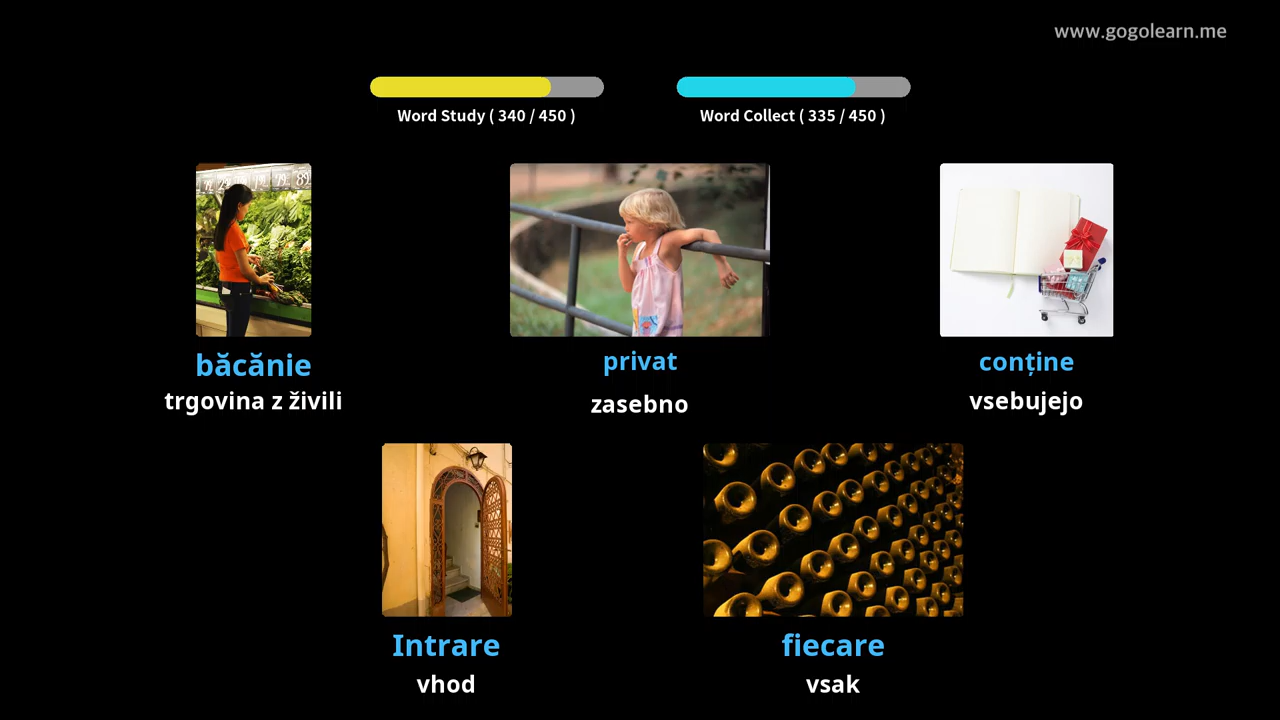 www.gogolearn.me
Word Study ( 340 / 450 )
Word Collect ( 335 / 450 )
băcănie
trgovina z živili
privat
zasebno
conține
vsebujejo
Intrare
vhod
fiecare
vsak